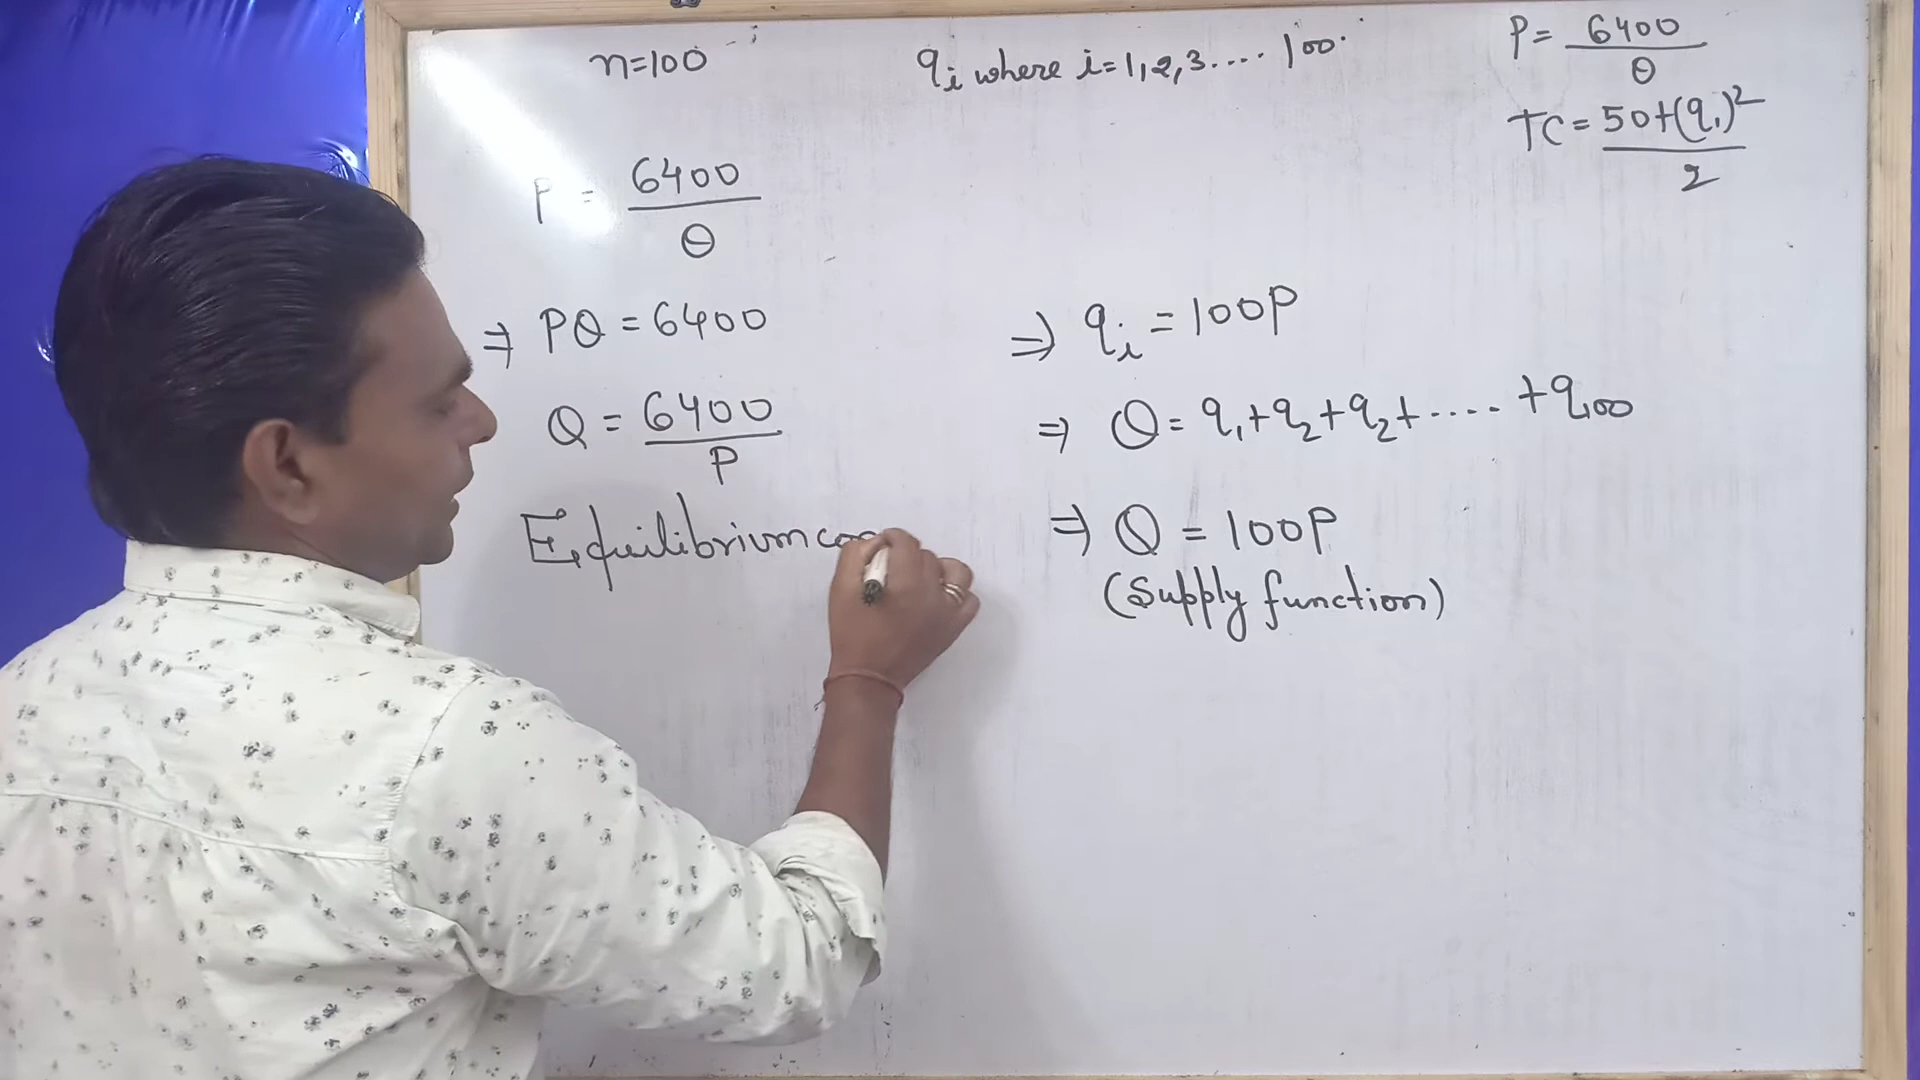 n=100
qi where i=1,2,3.... 100.
P = 6400/Q
TC = 50+(q1)²/2
P = 6400/Q
⇒ PQ = 6400
Q = 6400/P
Equilibrium
⇒ qi = 100P
⇒ Q = q1+q2+q2+.....+q100
⇒ Q = 100P
(Supply function)